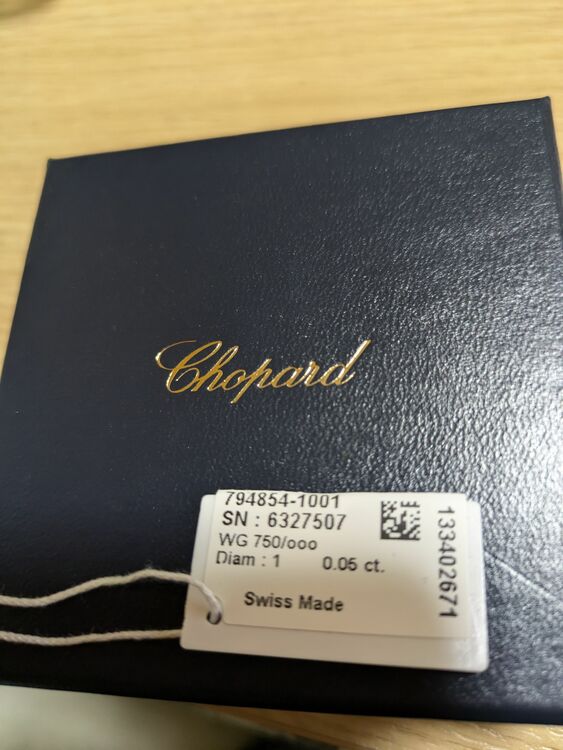 Chopard
794854-1001
SN : 6327507
WG 750/ooo
Diam : 1 0.05 ct.
Swiss Made
133402671